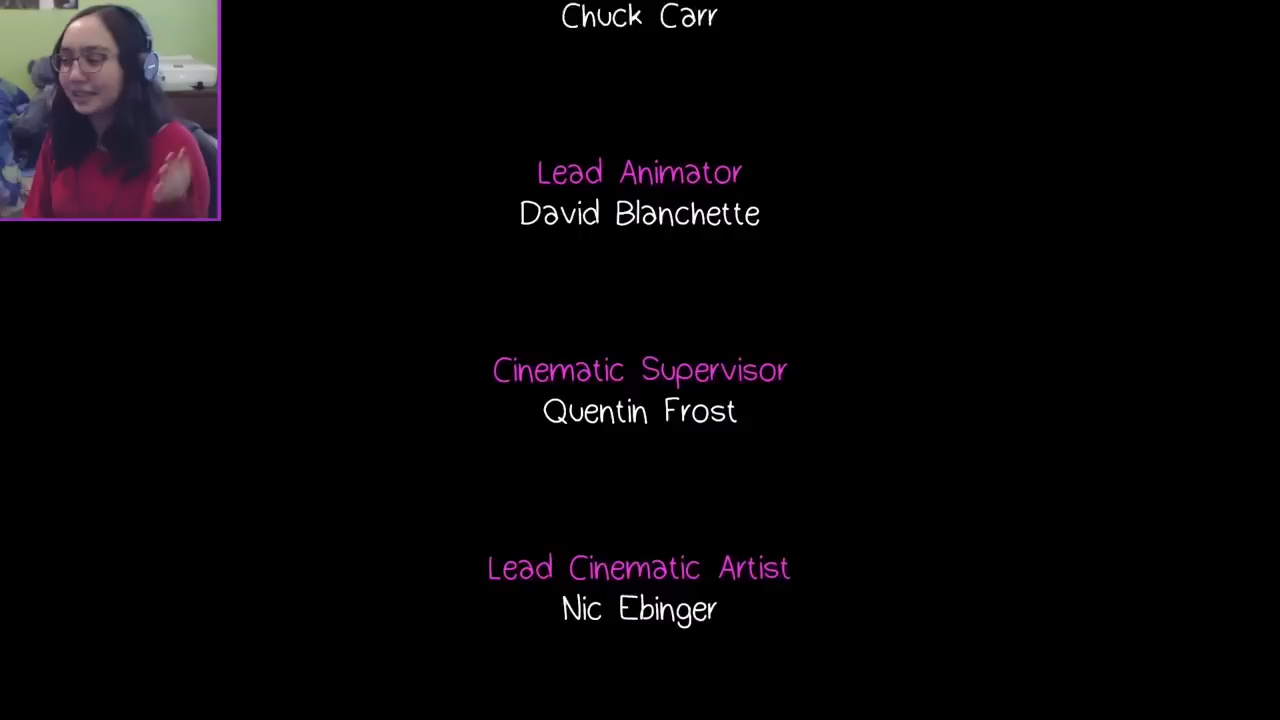 Chuck Carr
Lead Animator
David Blanchette
Cinematic Supervisor
Quentin Frost
Lead Cinematic Artist
Nic Ebinger